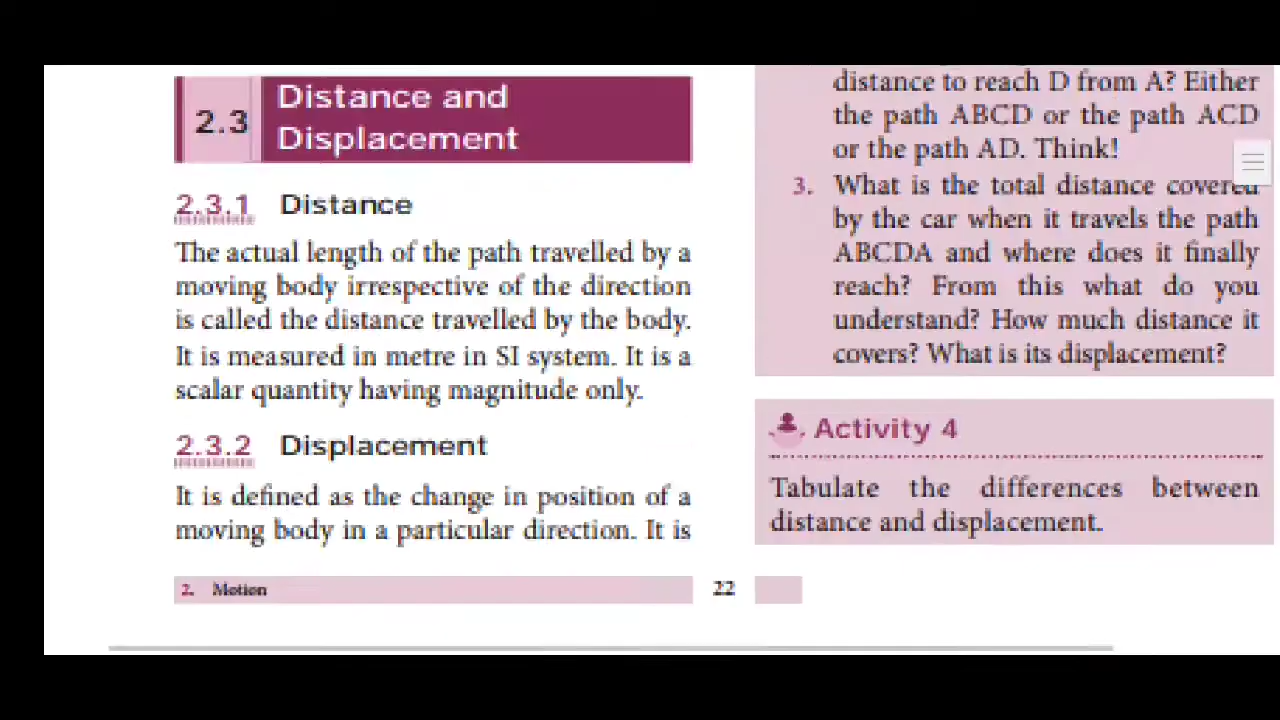 2.3 Distance and
Displacement
2.3.1 Distance
The actual length of the path travelled by a
moving body irrespective of the direction
is called the distance travelled by the body.
It is measured in metre in SI system. It is a
scalar quantity having magnitude only.
2.3.2 Displacement
It is defined as the change in position of a
moving body in a particular direction. It is
distance to reach D from A? Either
the path ABCD or the path ACD
or the path AD. Think!
3. What is the total distance covered
by the car when it travels the path
ABCDA and where does it finally
reach? From this what do you
understand? How much distance it
covers? What is its displacement?
Activity 4
Tabulate the differences between
distance and displacement.
2. Motion
22